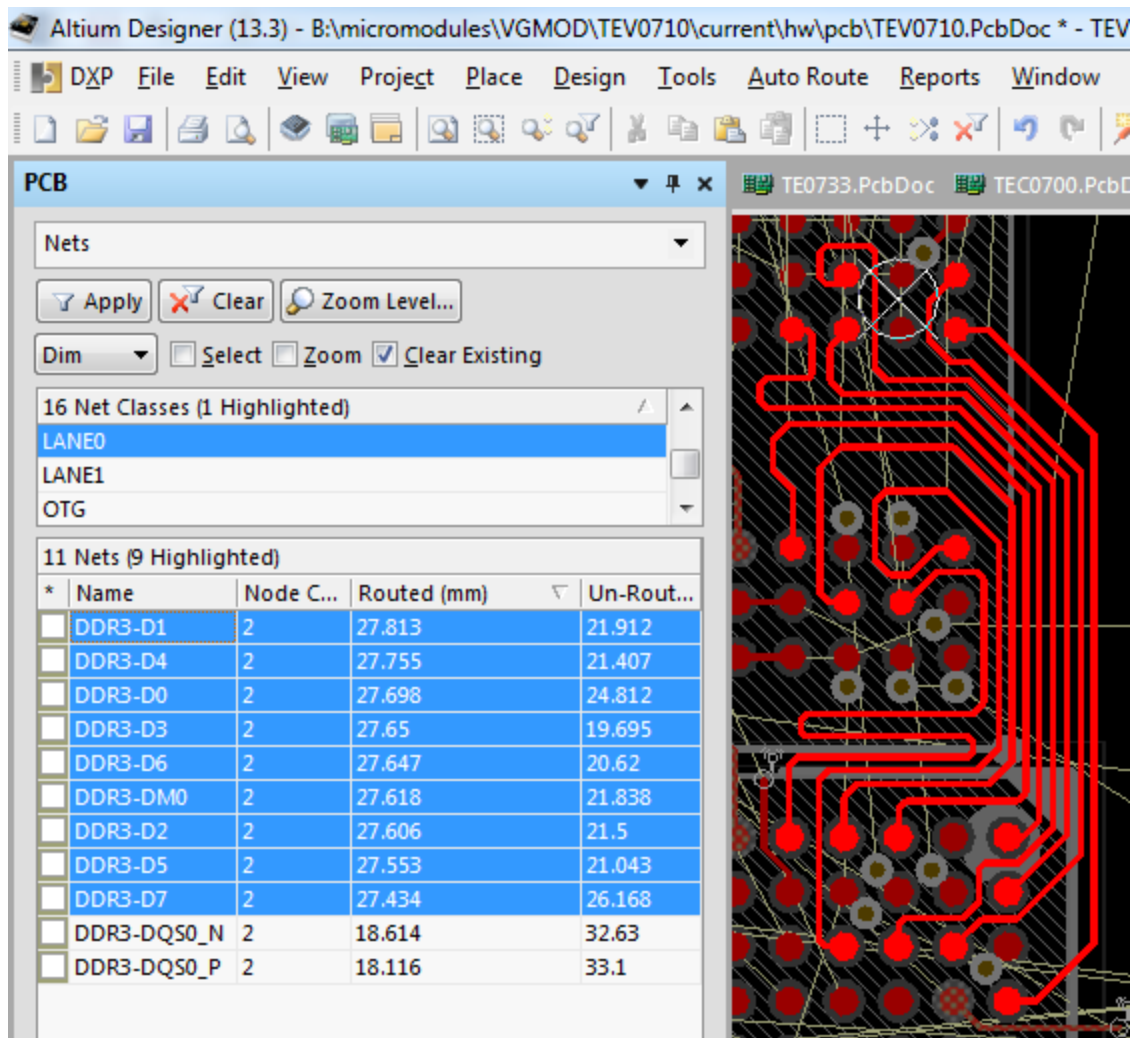 Altium Designer (13.3) - B:\micromodules\VGMOD\TEV0710\current\hw\pcb\TEV0710.PcbDoc * - TEV
DXP File Edit View Project Place Design Tools Auto Route Reports Window
PCB
TE0733.PcbDoc TEC0700.PcbD
Nets
Apply Clear Zoom Level...
Dim Select Zoom Clear Existing
16 Net Classes (1 Highlighted)
LANE0
LANE1
OTG
11 Nets (9 Highlighted)
* Name Node C... Routed (mm) Un-Rout...
DDR3-D1 2 27.813 21.912
DDR3-D4 2 27.755 21.407
DDR3-D0 2 27.698 24.812
DDR3-D3 2 27.65 19.695
DDR3-D6 2 27.647 20.62
DDR3-DM0 2 27.618 21.838
DDR3-D2 2 27.606 21.5
DDR3-D5 2 27.553 21.043
DDR3-D7 2 27.434 26.168
DDR3-DQS0_N 2 18.614 32.63
DDR3-DQS0_P 2 18.116 33.1